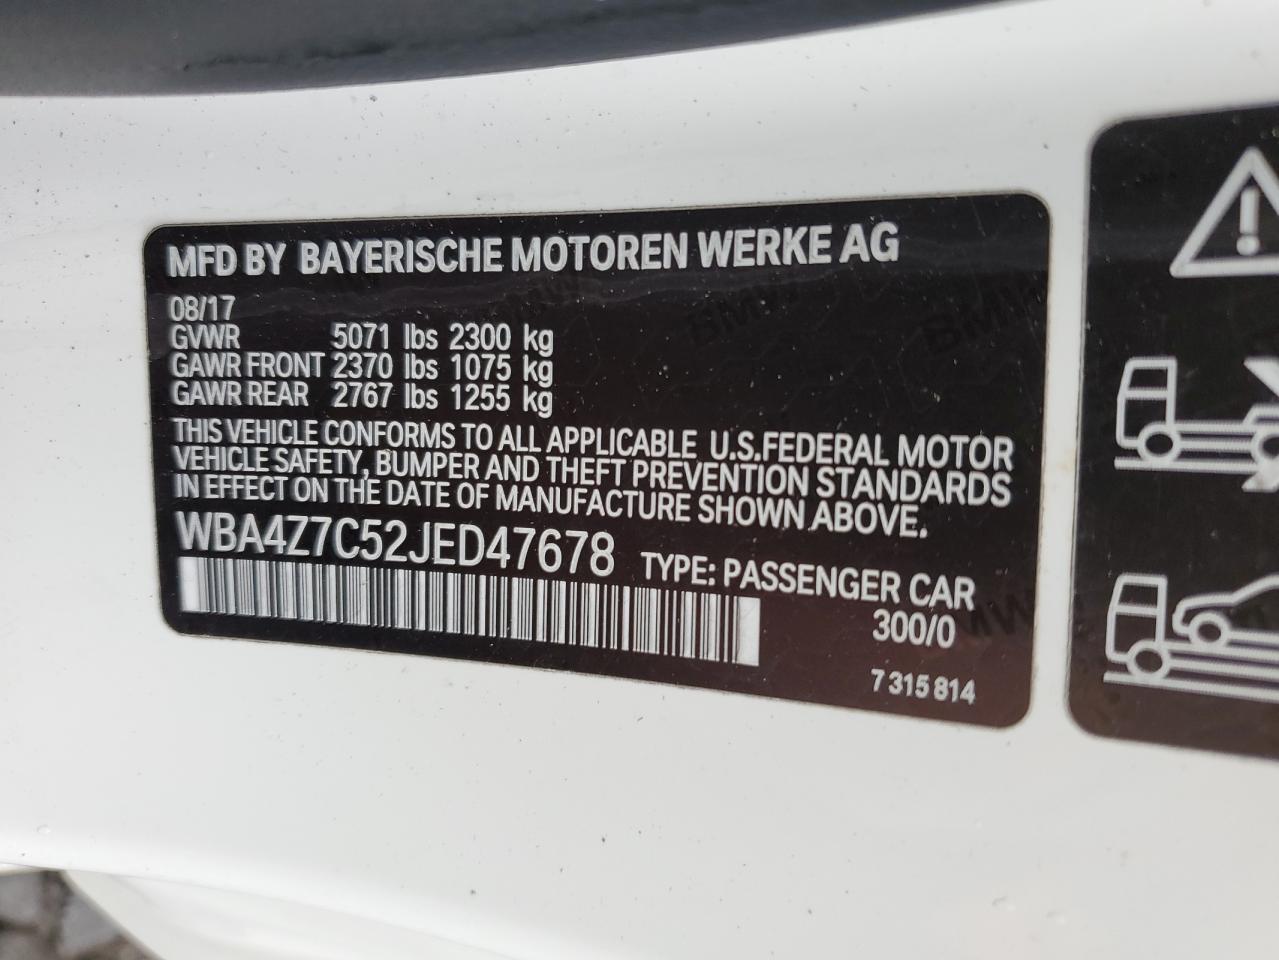 MFD BY BAYERISCHE MOTOREN WERKE AG
08/17
GVWR 5071 lbs 2300 kg
GAWR FRONT 2370 lbs 1075 kg
GAWR REAR 2767 lbs 1255 kg
THIS VEHICLE CONFORMS TO ALL APPLICABLE U.S.FEDERAL MOTOR
VEHICLE SAFETY, BUMPER AND THEFT PREVENTION STANDARDS
IN EFFECT ON THE DATE OF MANUFACTURE SHOWN ABOVE.
WBA4Z7C52JED47678 TYPE: PASSENGER CAR
300/0
7 315 814